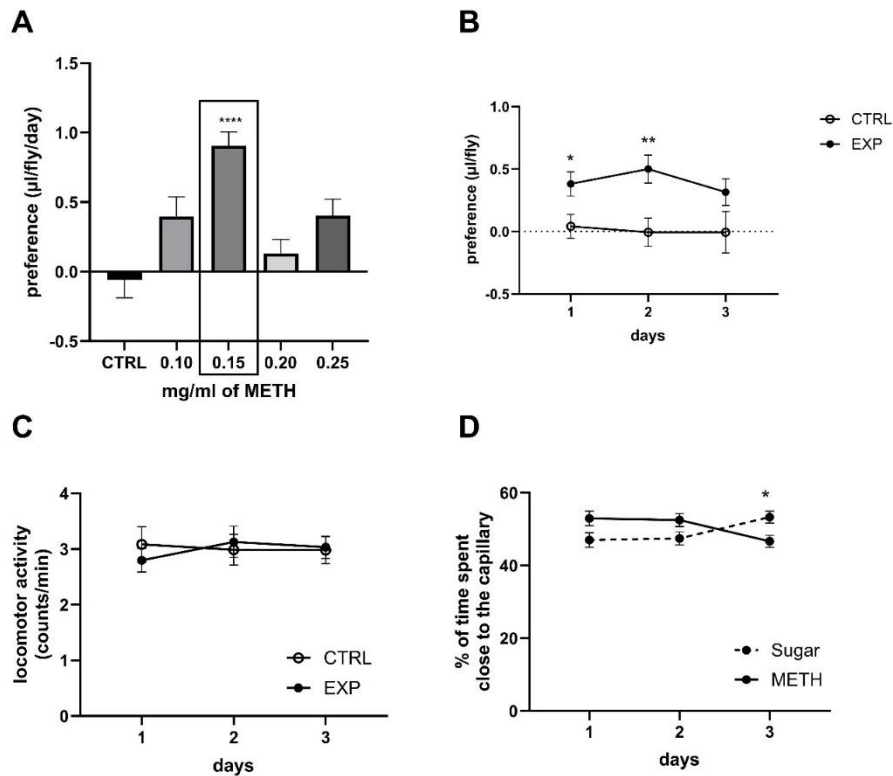 A
preference (µl/fly/day)
1.5
1.0
0.5
0.0
-0.5
****
CTRL 0.10 0.15 0.20 0.25
mg/ml of METH
B
preference (µl/fly)
1.0
0.5
0.0
-0.5
* **
1 2 3
days
CTRL
EXP
C
locomotor activity
(counts/min)
4
3
2
1
0
CTRL
EXP
1 2 3
days
D
% of time spent
close to the capillary
60
40
20
0
*
Sugar
METH
1 2 3
days